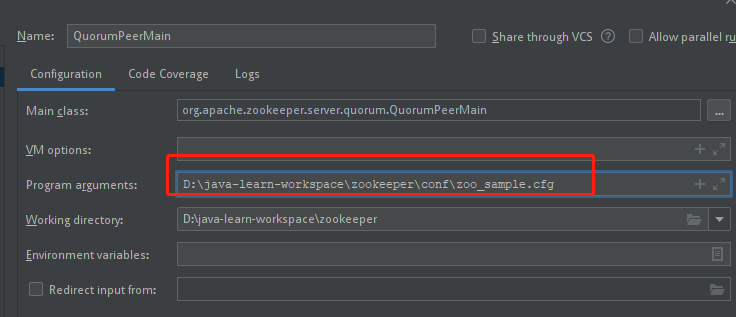 Name: QuorumPeerMain Share through VCS ? Allow parallel ru
Configuration Code Coverage Logs
Main class: org.apache.zookeeper.server.quorum.QuorumPeerMain ...
VM options:
Program arguments: D:\java-learn-workspace\zookeeper\conf\zoo_sample.cfg
Working directory: D:\java-learn-workspace\zookeeper
Environment variables:
Redirect input from: